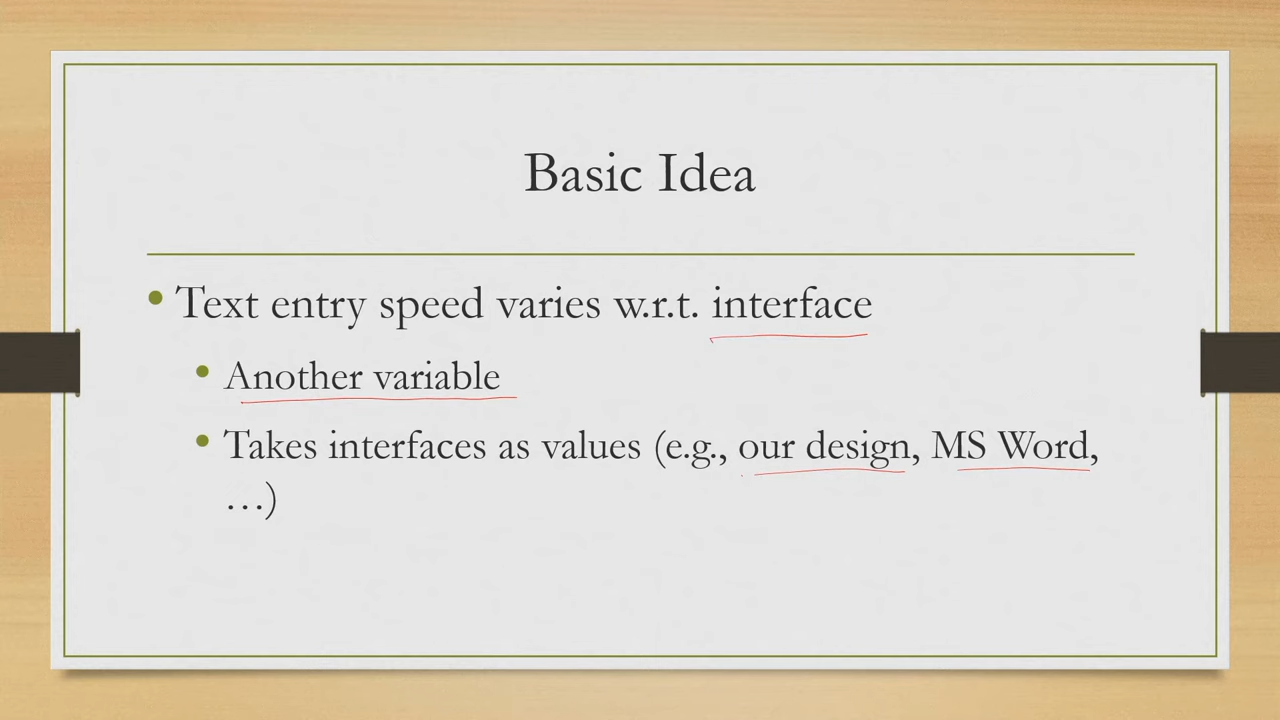 Basic Idea
• Text entry speed varies w.r.t. interface
• Another variable
• Takes interfaces as values (e.g., our design, MS Word,
…)